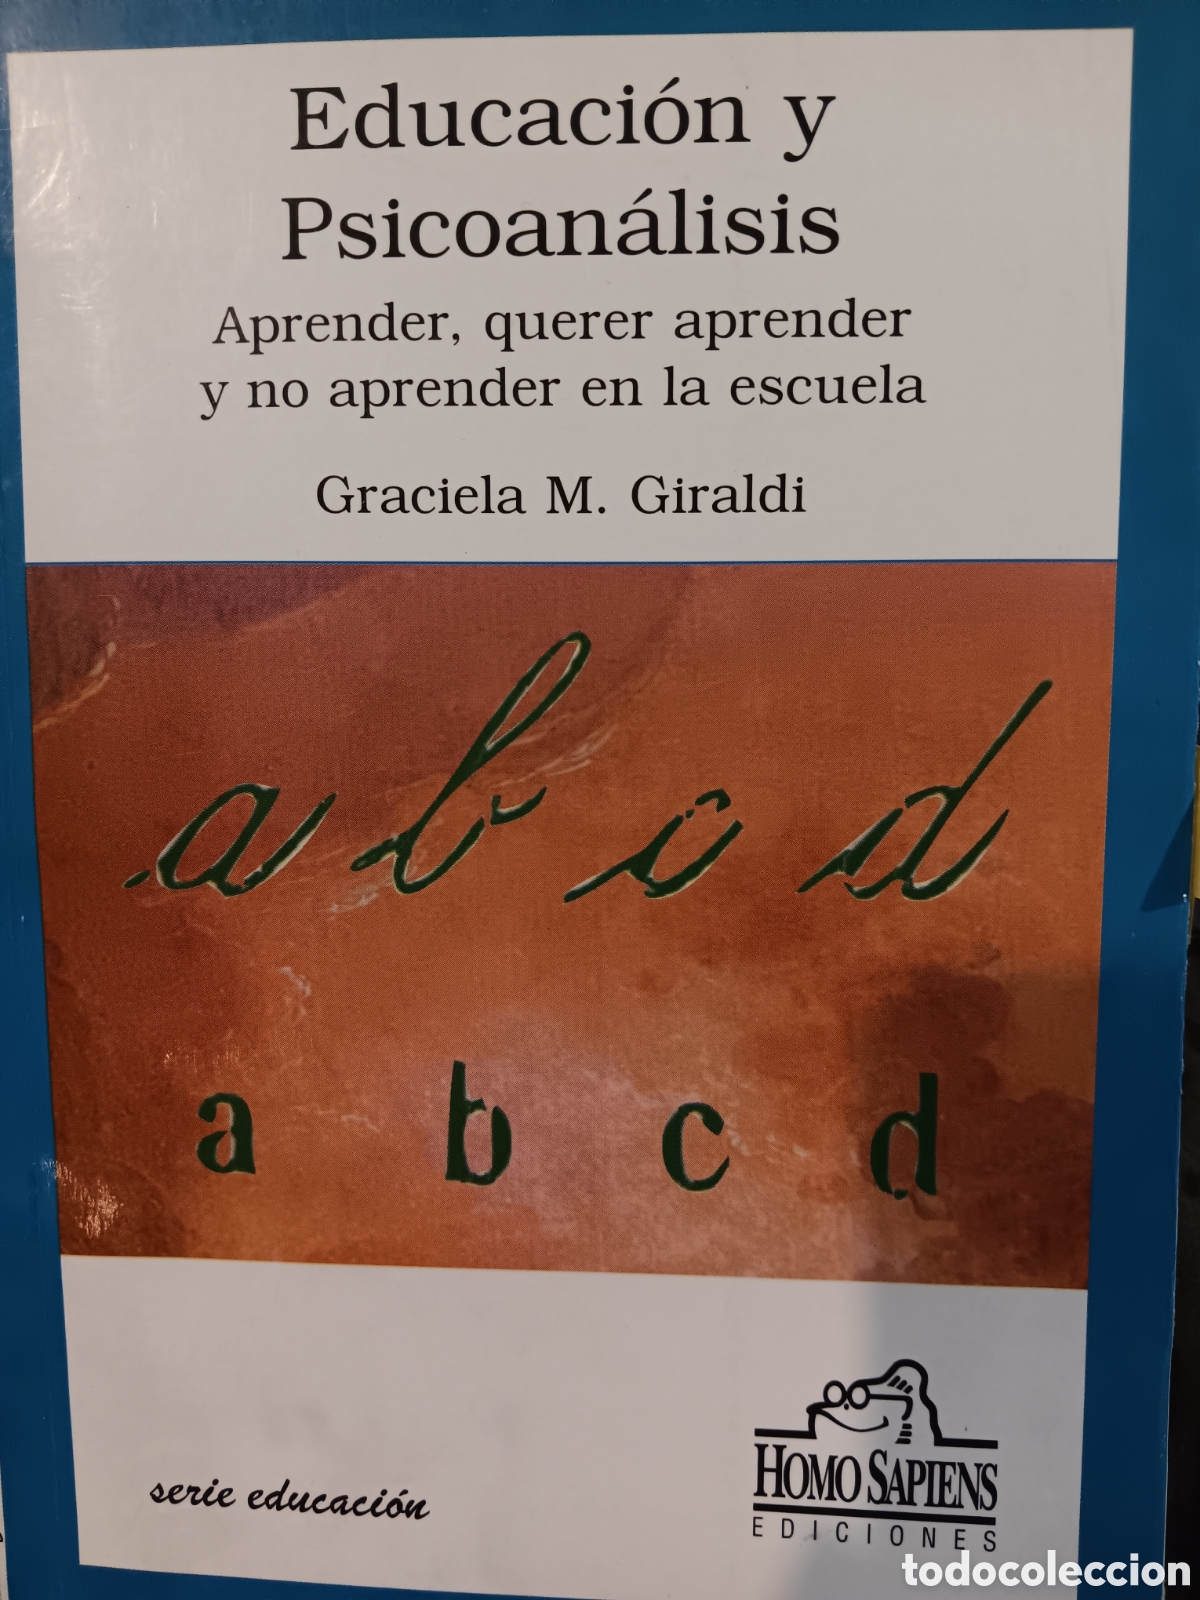 Educación y
Psicoanálisis
Aprender, querer aprender
y no aprender en la escuela
Graciela M. Giraldi
a b c d
a b c d
serie educación
HOMO SAPIENS
EDICIONES
todocoleccion